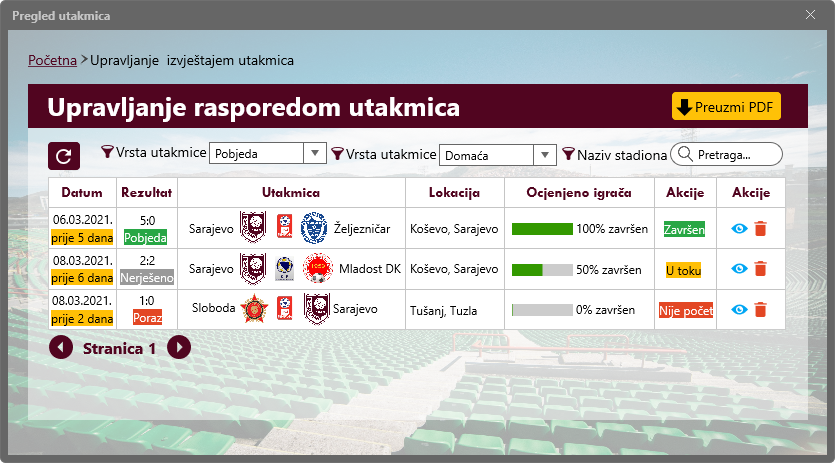 Pregled utakmica
Početna > Upravljanje izvještajem utakmica
Upravljanje rasporedom utakmica
Preuzmi PDF
Vrsta utakmice Pobjeda Vrsta utakmice Domaća Naziv stadiona Pretraga...
Datum Rezultat Utakmica Lokacija Ocjenjeno igrača Akcije Akcije
06.03.2021. 5:0 Sarajevo Željezničar Koševo, Sarajevo 100% završen Završen
prije 5 dana Pobjeda
08.03.2021. 2:2 Sarajevo Mladost DK Koševo, Sarajevo 50% završen U toku
prije 6 dana Nerješeno
08.03.2021. 1:0 Sloboda Sarajevo Tušanj, Tuzla 0% završen Nije počet
prije 2 dana Poraz
Stranica 1